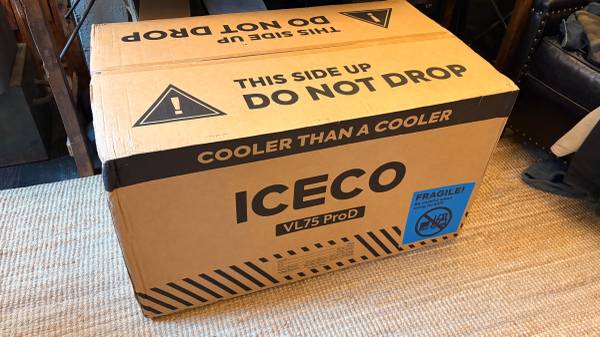 THIS SIDE UP
DO NOT DROP
THIS SIDE UP
DO NOT DROP
COOLER THAN A COOLER
ICECO
VL75 ProD
FRAGILE!